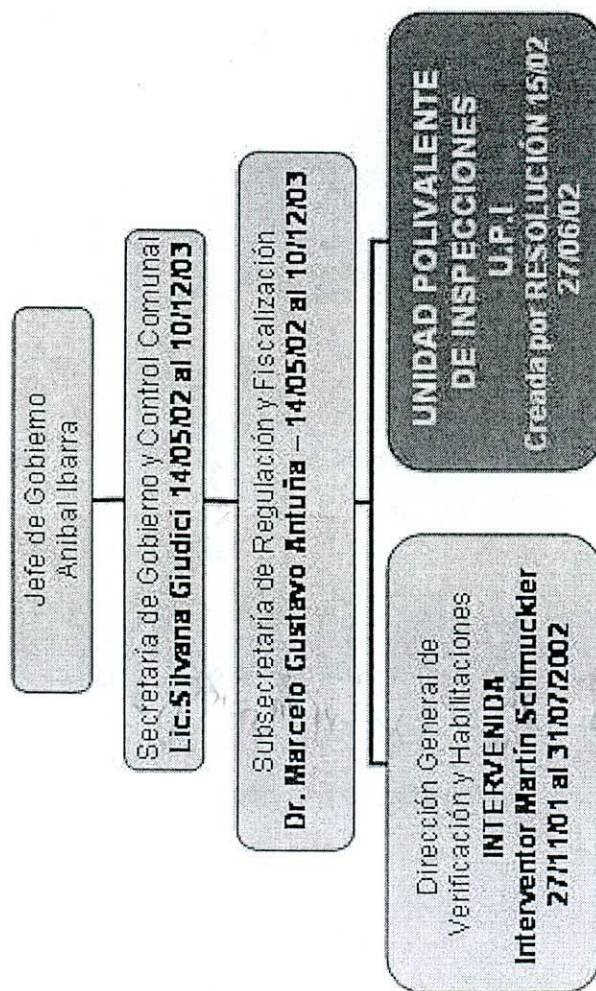 Jefe de Gobierno
Aníbal Ibarra
Secretaría de Gobierno y Control Comunal
Lic.Silvana Giudici 14/05/02 al 10/12/03
Subsecretaría de Regulación y Fiscalización
Dr. Marcelo Gustavo Antuña – 14/05/02 al 10/12/03
Dirección General de
Verificación y Habilitaciones
INTERVENIDA
Interventor Martín Schmuckler
27/11/01 al 31/07/2002
UNIDAD POLIVALENTE
DE INSPECCIONES
U.P.I
Creada por RESOLUCIÓN 15/02
27/06/02